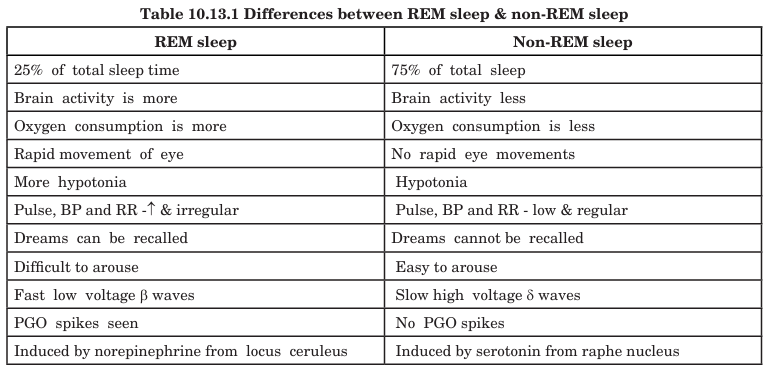 Table 10.13.1 Differences between REM sleep & non-REM sleep
REM sleep Non-REM sleep
25% of total sleep time 75% of total sleep
Brain activity is more Brain activity less
Oxygen consumption is more Oxygen consumption is less
Rapid movement of eye No rapid eye movements
More hypotonia Hypotonia
Pulse, BP and RR -↑ & irregular Pulse, BP and RR - low & regular
Dreams can be recalled Dreams cannot be recalled
Difficult to arouse Easy to arouse
Fast low voltage β waves Slow high voltage δ waves
PGO spikes seen No PGO spikes
Induced by norepinephrine from locus ceruleus Induced by serotonin from raphe nucleus